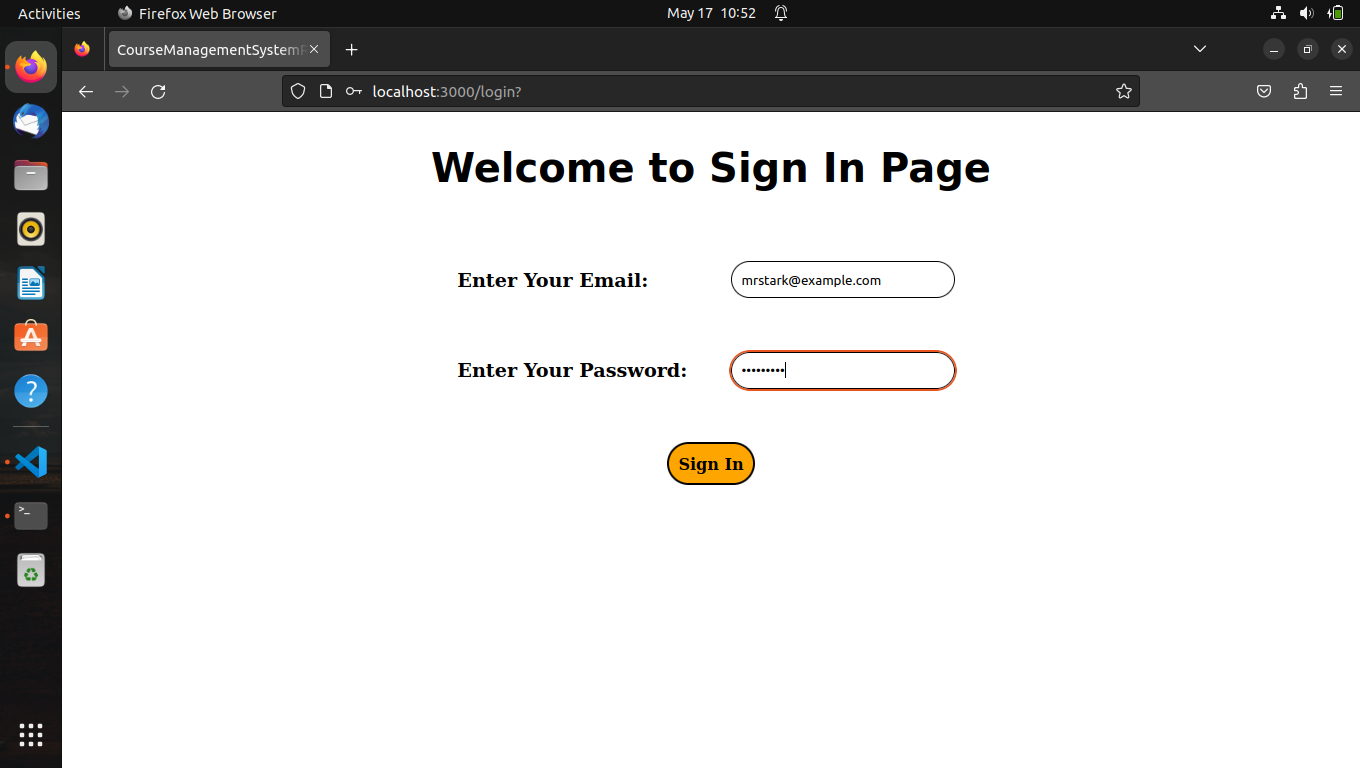 Activities
Firefox Web Browser
May 17 10:52
CourseManagementSystem
localhost:3000/login?
Welcome to Sign In Page
Enter Your Email:
mrstark@example.com
Enter Your Password:
•••••••••
Sign In